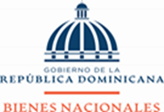 GOBIERNO DE LA
REPÚBLICA DOMINICANA
BIENES NACIONALES